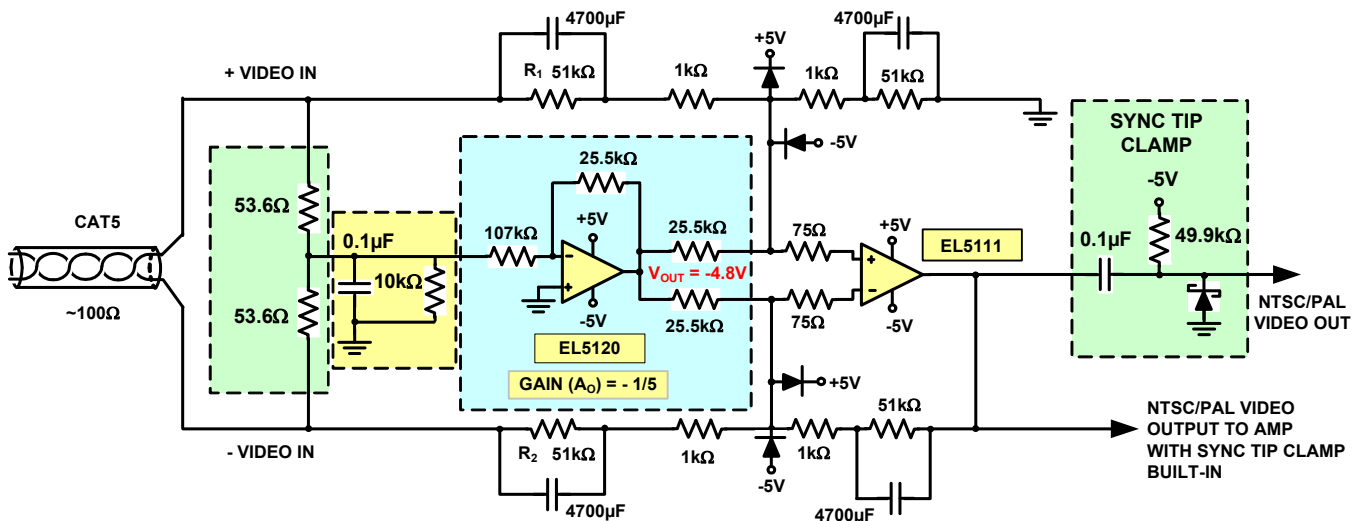 4700µF
4700µF
+5V
+ VIDEO IN
R1 51kΩ
1kΩ
1kΩ
51kΩ
SYNC TIP
CLAMP
-5V
-5V
25.5kΩ
53.6Ω
CAT5
0.1µF
107kΩ
+5V
25.5kΩ
75Ω
+5V
EL5111
0.1µF
49.9kΩ
10kΩ
VOUT = -4.8V
~100Ω
53.6Ω
-5V
25.5kΩ
75Ω
-5V
NTSC/PAL
VIDEO OUT
EL5120
GAIN (AO) = - 1/5
+5V
51kΩ
NTSC/PAL VIDEO
OUTPUT TO AMP
WITH SYNC TIP CLAMP
BUILT-IN
- VIDEO IN
R2 51kΩ
1kΩ
1kΩ
-5V
4700µF
4700µF